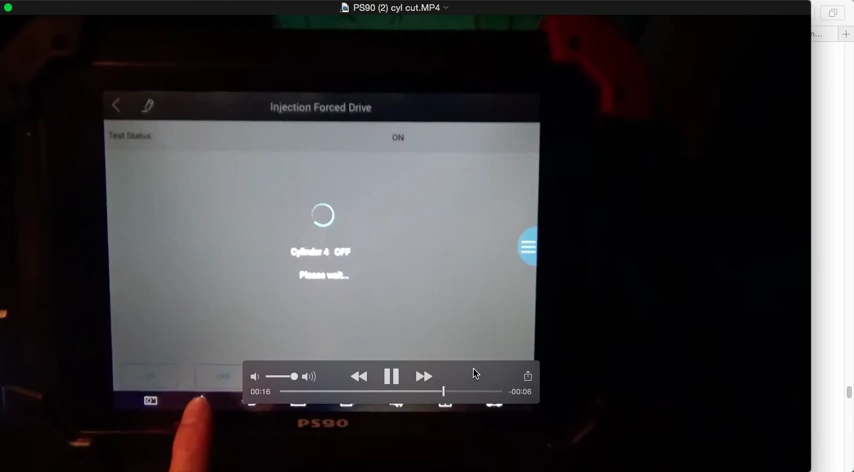 PS90 (2) cyl cut.MP4
n...
Injection Forced Drive
Test Status: ON
Cylinder 4 OFF
Please wait...
OFF
00:16 -00:06
PS90